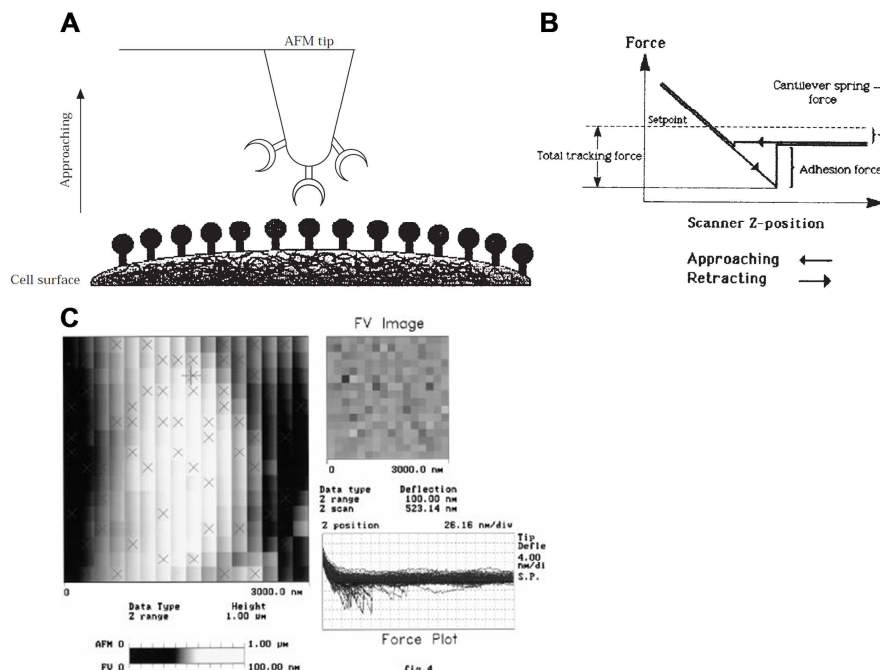 A
AFM tip
Approaching
Cell surface
B
Force
Cantilever spring –
force
Setpoint
Total tracking force
Adhesion force
Scanner Z-position
Approaching
Retracting
C
FV Image
0 3000.0 nM
Data type Deflection
Z range 100.00 nM
Z scan 523.14 nM
Z position 26.16 nM/div
Tip
Defle
4.00
nM/di
S.P.
Force Plot
0 3000.0 nM
Data Type Height
Z range 1.00 µM
AFM 0 1.00 µM
FV 0 100.00 nM
fig.4